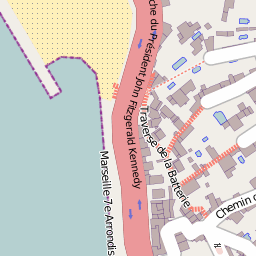 che du Président John Fitzgerald Kennedy
Traverse de la Batterie
Marseille 7e Arrondis
Chemin d